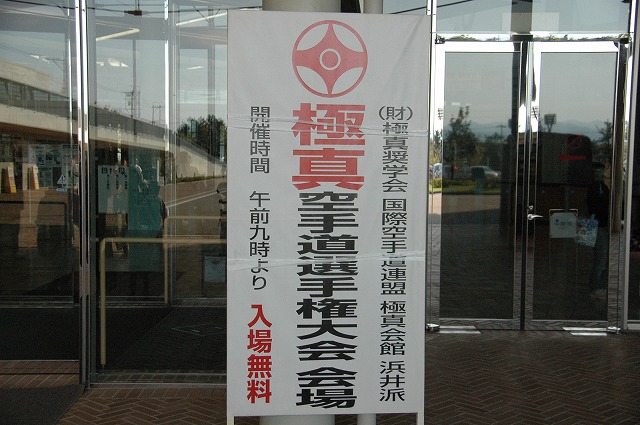 (財)極真奨学会 国際空手道連盟 極真会館 浜井派
極真空手道選手権大会会場
開催時間 午前九時より 入場無料